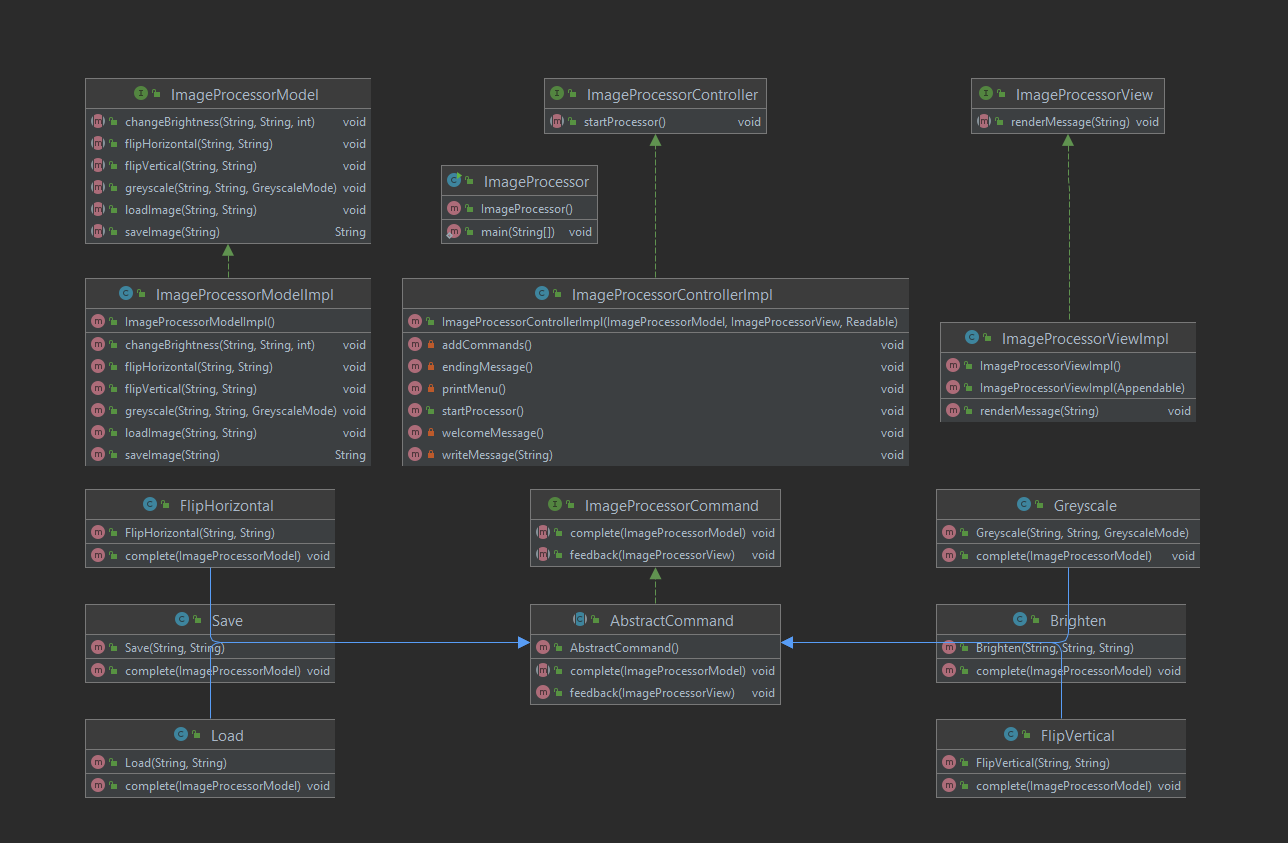 ImageProcessorModel
changeBrightness(String, String, int) void
flipHorizontal(String, String) void
flipVertical(String, String) void
greyscale(String, String, GreyscaleMode) void
loadImage(String, String) void
saveImage(String) String
ImageProcessorController
startProcessor() void
ImageProcessorView
renderMessage(String) void
ImageProcessor
ImageProcessor()
main(String[]) void
ImageProcessorModelImpl
ImageProcessorModelImpl()
changeBrightness(String, String, int) void
flipHorizontal(String, String) void
flipVertical(String, String) void
greyscale(String, String, GreyscaleMode) void
loadImage(String, String) void
saveImage(String) String
ImageProcessorControllerImpl
ImageProcessorControllerImpl(ImageProcessorModel, ImageProcessorView, Readable)
addCommands() void
endingMessage() void
printMenu() void
startProcessor() void
welcomeMessage() void
writeMessage(String) void
ImageProcessorViewImpl
ImageProcessorViewImpl()
ImageProcessorViewImpl(Appendable)
renderMessage(String) void
FlipHorizontal
FlipHorizontal(String, String)
complete(ImageProcessorModel) void
ImageProcessorCommand
complete(ImageProcessorModel) void
feedback(ImageProcessorView) void
Greyscale
Greyscale(String, String, GreyscaleMode)
complete(ImageProcessorModel) void
Save
Save(String, String)
complete(ImageProcessorModel) void
AbstractCommand
AbstractCommand()
complete(ImageProcessorModel) void
feedback(ImageProcessorView) void
Brighten
Brighten(String, String, String)
complete(ImageProcessorModel) void
Load
Load(String, String)
complete(ImageProcessorModel) void
FlipVertical
FlipVertical(String, String)
complete(ImageProcessorModel) void